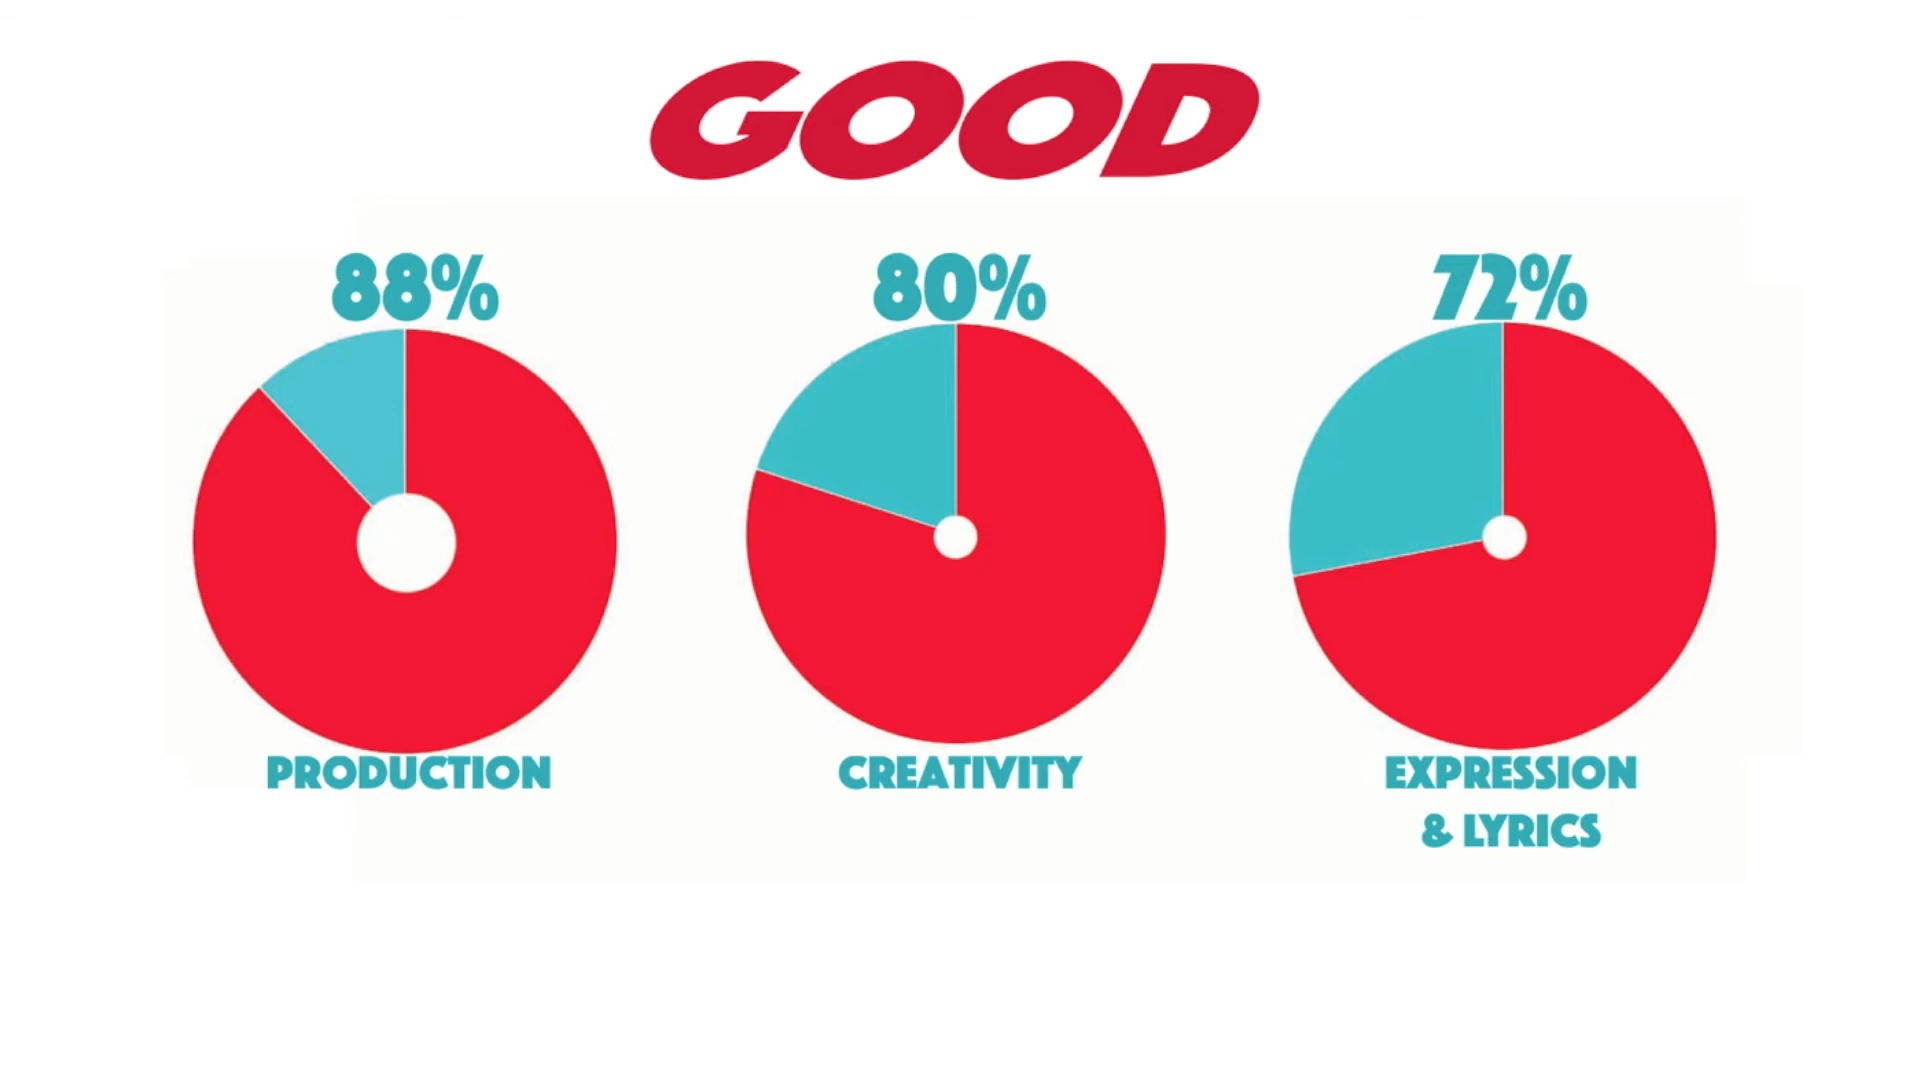 GOOD
88%
80%
72%
PRODUCTION
CREATIVITY
EXPRESSION
& LYRICS